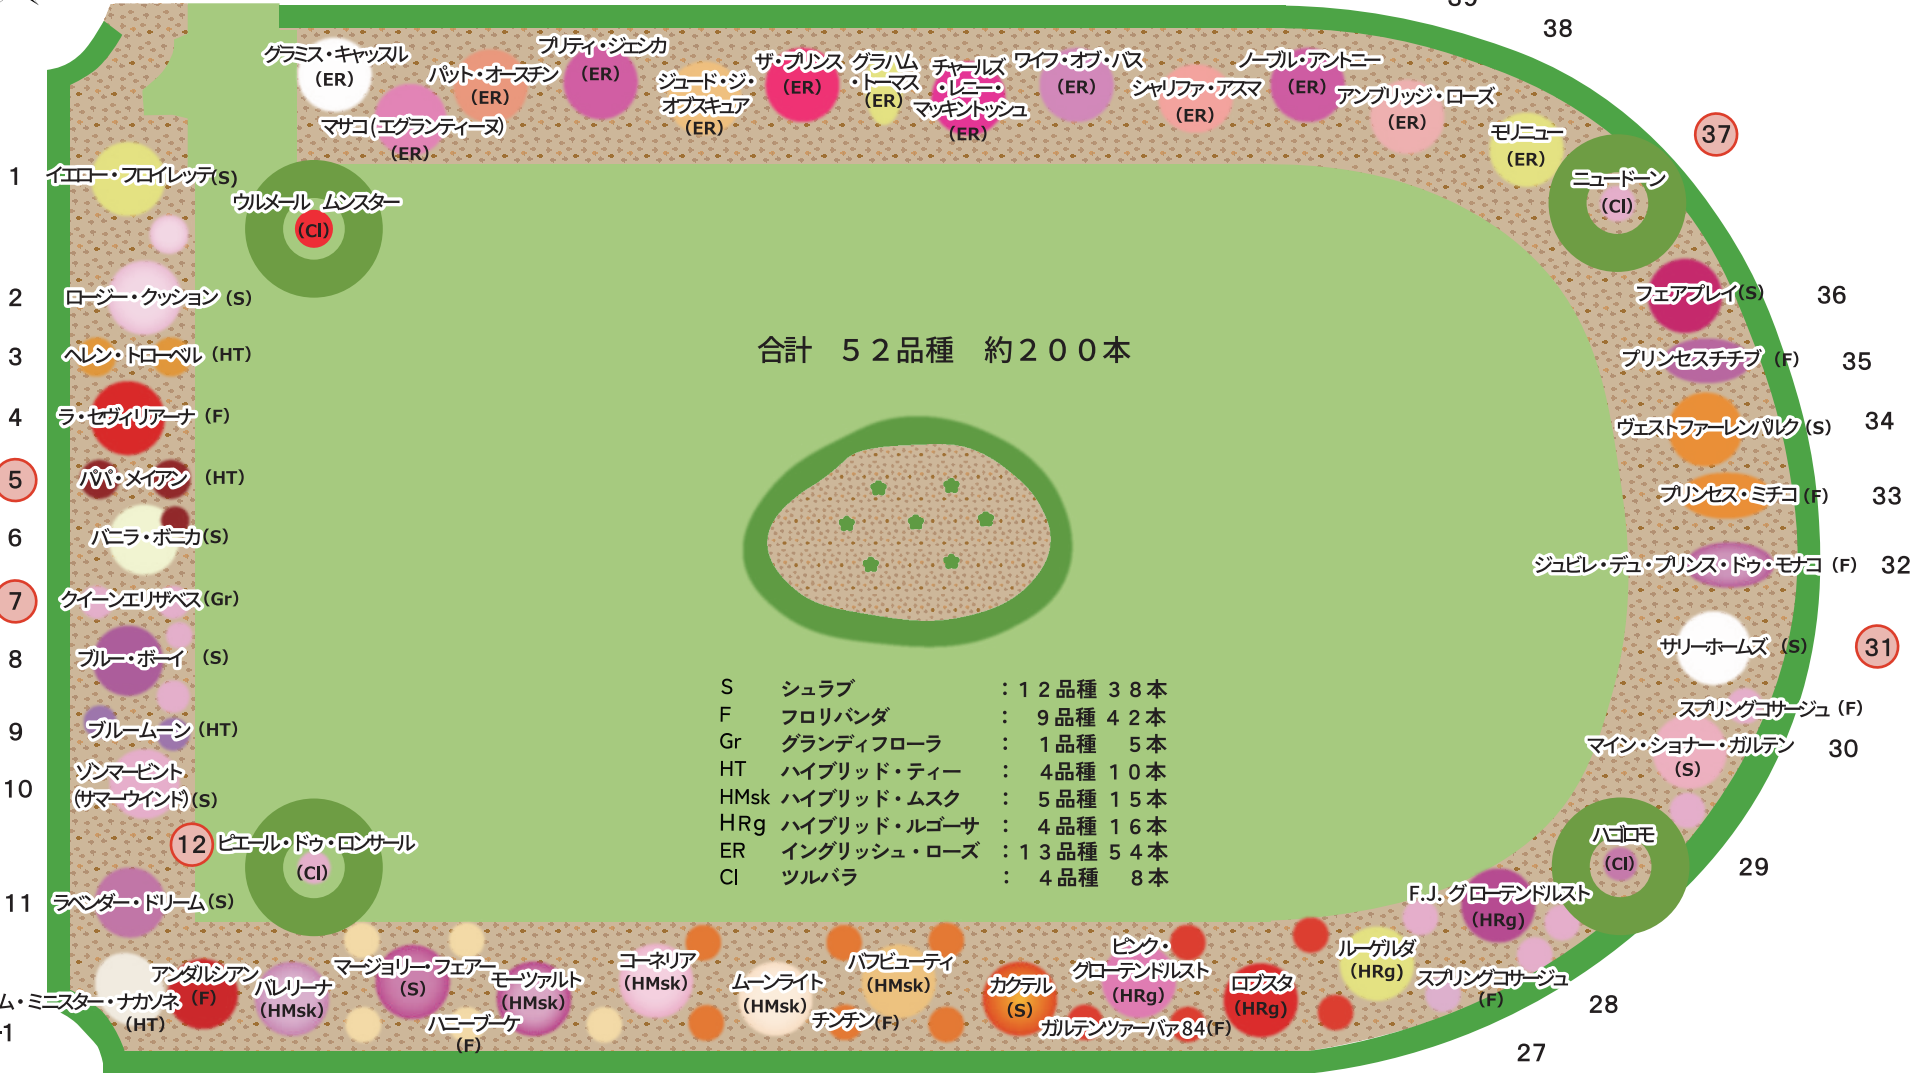 39
38
グラミス・キャッスル
(ER)
マサコ(エグランティーヌ)
(ER)
パット・オースチン
(ER)
プリティ・ジェシカ
(ER)
ジュード・ジ・
オブスキュア
(ER)
ザ・プリンス
(ER)
グラハム
・トーマス
(ER)
チャールズ
・レニー・
マッキントッシュ
(ER)
ワイフ・オブ・バス
(ER)
シャリファ・アスマ
(ER)
ノーブル・アントニー
(ER)
アンブリッジ・ローズ
(ER)
モリニュー
(ER)
37
ニュードーン
(Cl)
1
イエロー・フロイレッテ(S)
ウルメール　ムンスター
(Cl)
2
ロージー・クッション (S)
3
ヘレン・トローベル (HT)
4
ラ・セヴィリアーナ (F)
5
パパ・メイアン (HT)
6
バニラ・ボニカ(S)
7
クイーンエリザベス(Gr)
8
ブルー・ボーイ (S)
9
ブルームーン (HT)
10
ゾンマービント
(サマーウインド)(S)
12
ピエール・ドゥ・ロンサール
(Cl)
11
ラベンダー・ドリーム(S)
合計　５２品種　約２００本
S シュラブ ：１２品種 ３８本
F フロリバンダ ： ９品種 ４２本
Gr グランディフローラ ： １品種 ５本
HT ハイブリッド・ティー ： ４品種 １０本
HMsk ハイブリッド・ムスク ： ５品種 １５本
HRg ハイブリッド・ルゴーサ ： ４品種 １６本
ER イングリッシュ・ローズ ：１３品種 ５４本
Cl ツルバラ ： ４品種 ８本
フェアプレイ(S)
36
プリンセスチチブ (F)
35
ヴェストファーレンパルク (S)
34
プリンセス・ミチコ (F)
33
ジュビレ・デュ・プリンス・ドゥ・モナコ (F)
32
サリーホームズ (S)
31
スプリングコサージュ (F)
マイン・ショナー・ガルテン
(S)
30
ハゴロモ
(Cl)
29
F.J. グローテンドルスト
(HRg)
ルーゲルダ
(HRg)
スプリングコサージュ
(F)
28
27
ム・ミニスター・ナカソネ
(HT)
アンダルシアン
(F)
バレリーナ
(HMsk)
マージョリー・フェアー
(S)
ハニーブーケ
(F)
モーツァルト
(HMsk)
コーネリア
(HMsk)
ムーンライト
(HMsk)
チンチン(F)
バフビューティ
(HMsk)
カクテル
(S)
ピンク・
グローテンドルスト
(HRg)
ガルテンツァーバァ84(F)
ロブスタ
(HRg)